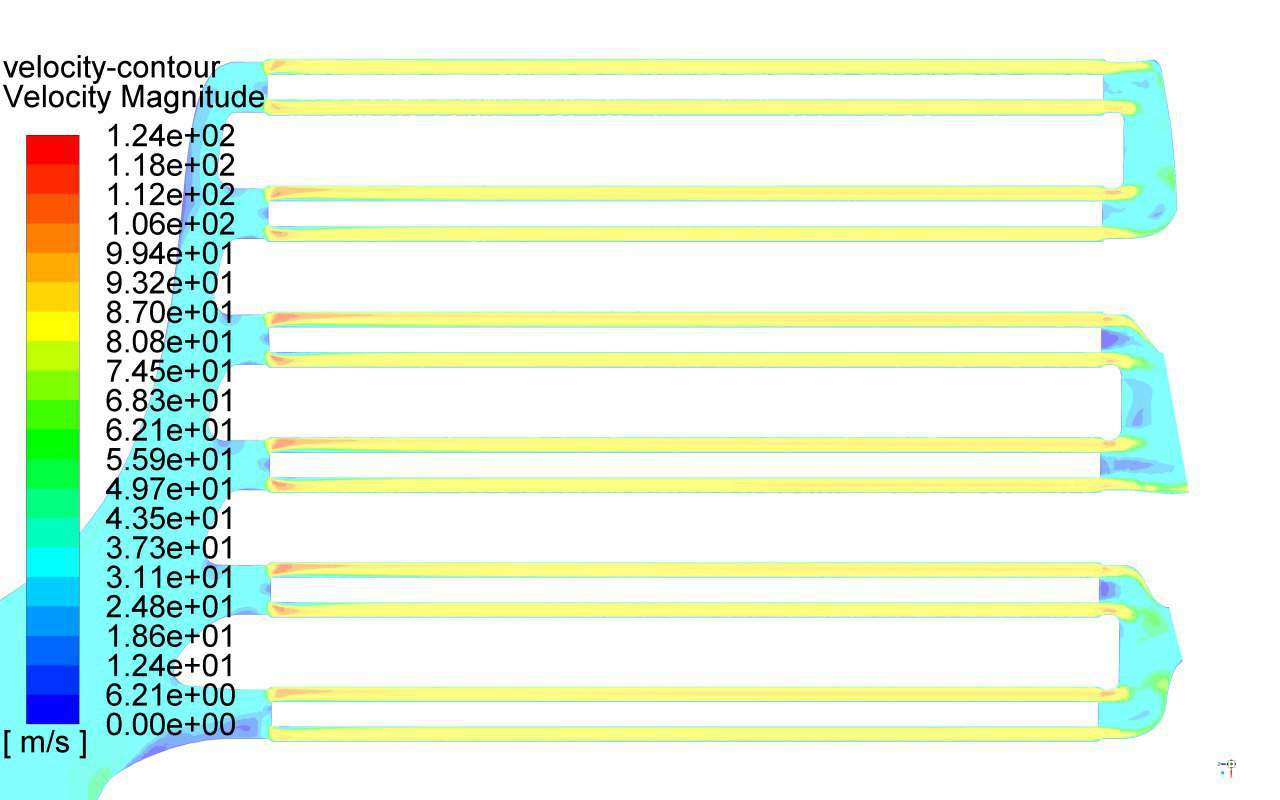 velocity-contour
Velocity Magnitude
1.24e+02
1.18e+02
1.12e+02
1.06e+02
9.94e+01
9.32e+01
8.70e+01
8.08e+01
7.45e+01
6.83e+01
6.21e+01
5.59e+01
4.97e+01
4.35e+01
3.73e+01
3.11e+01
2.48e+01
1.86e+01
1.24e+01
6.21e+00
0.00e+00
[ m/s ]